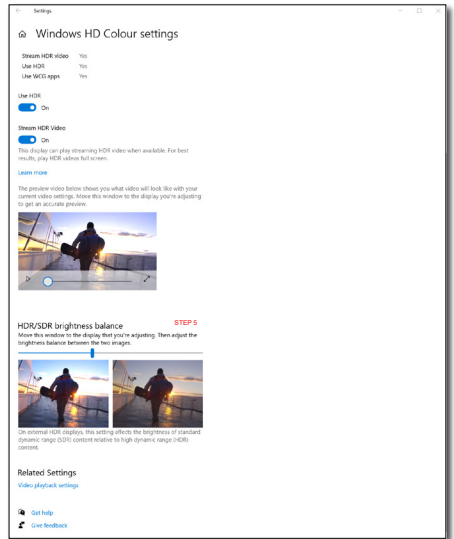 Settings
Windows HD Colour settings
Stream HDR video Yes
Use HDR Yes
Use WCG apps Yes
Use HDR
On
Stream HDR Video
On
This display can play streaming HDR video when available. For best
results, play HDR videos full screen.
Learn more
The preview video below shows you what video will look like with your
current video settings. Move this window to the display you're adjusting
to get an accurate preview.
HDR/SDR brightness balance STEP 5
Move this window to the display that you're adjusting. Then adjust the
brightness balance between the two images.
On external HDR displays, this setting affects the brightness of standard
dynamic range (SDR) content relative to high dynamic range (HDR)
content.
Related Settings
Video playback settings
Get help
Give feedback